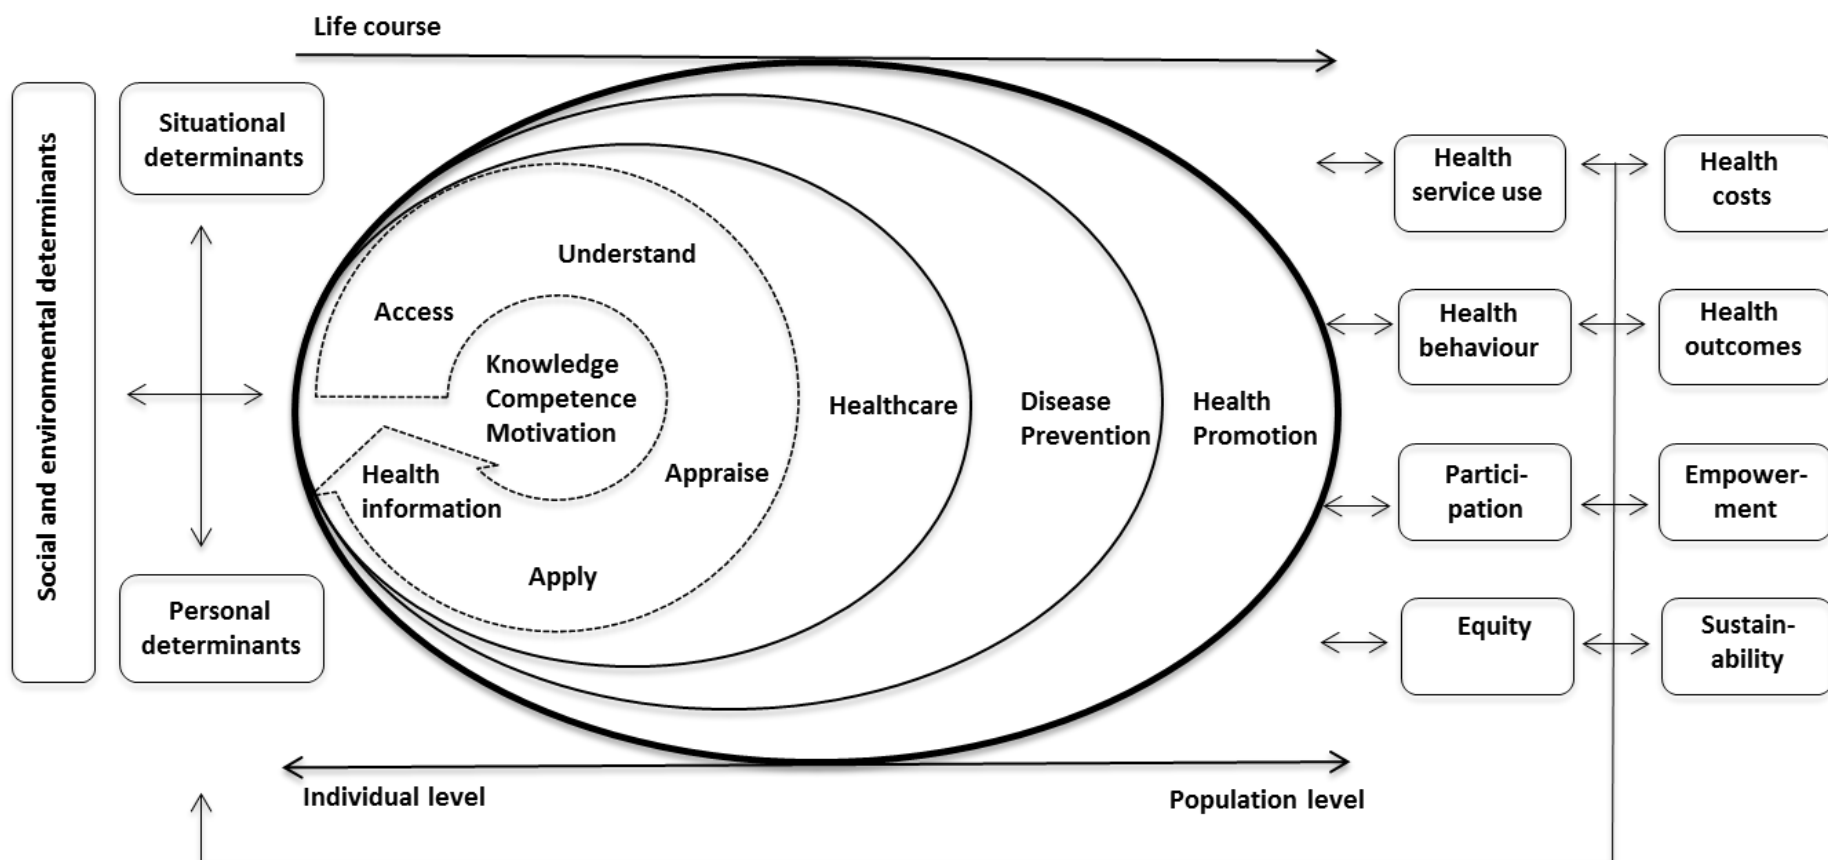 Life course
Social and environmental determinants
Situational
determinants
Personal
determinants
Access
Understand
Knowledge
Competence
Motivation
Health
information
Appraise
Apply
Healthcare
Disease
Prevention
Health
Promotion
Individual level
Population level
Health
service use
Health
costs
Health
behaviour
Health
outcomes
Partici-
pation
Empower-
ment
Equity
Sustain-
ability